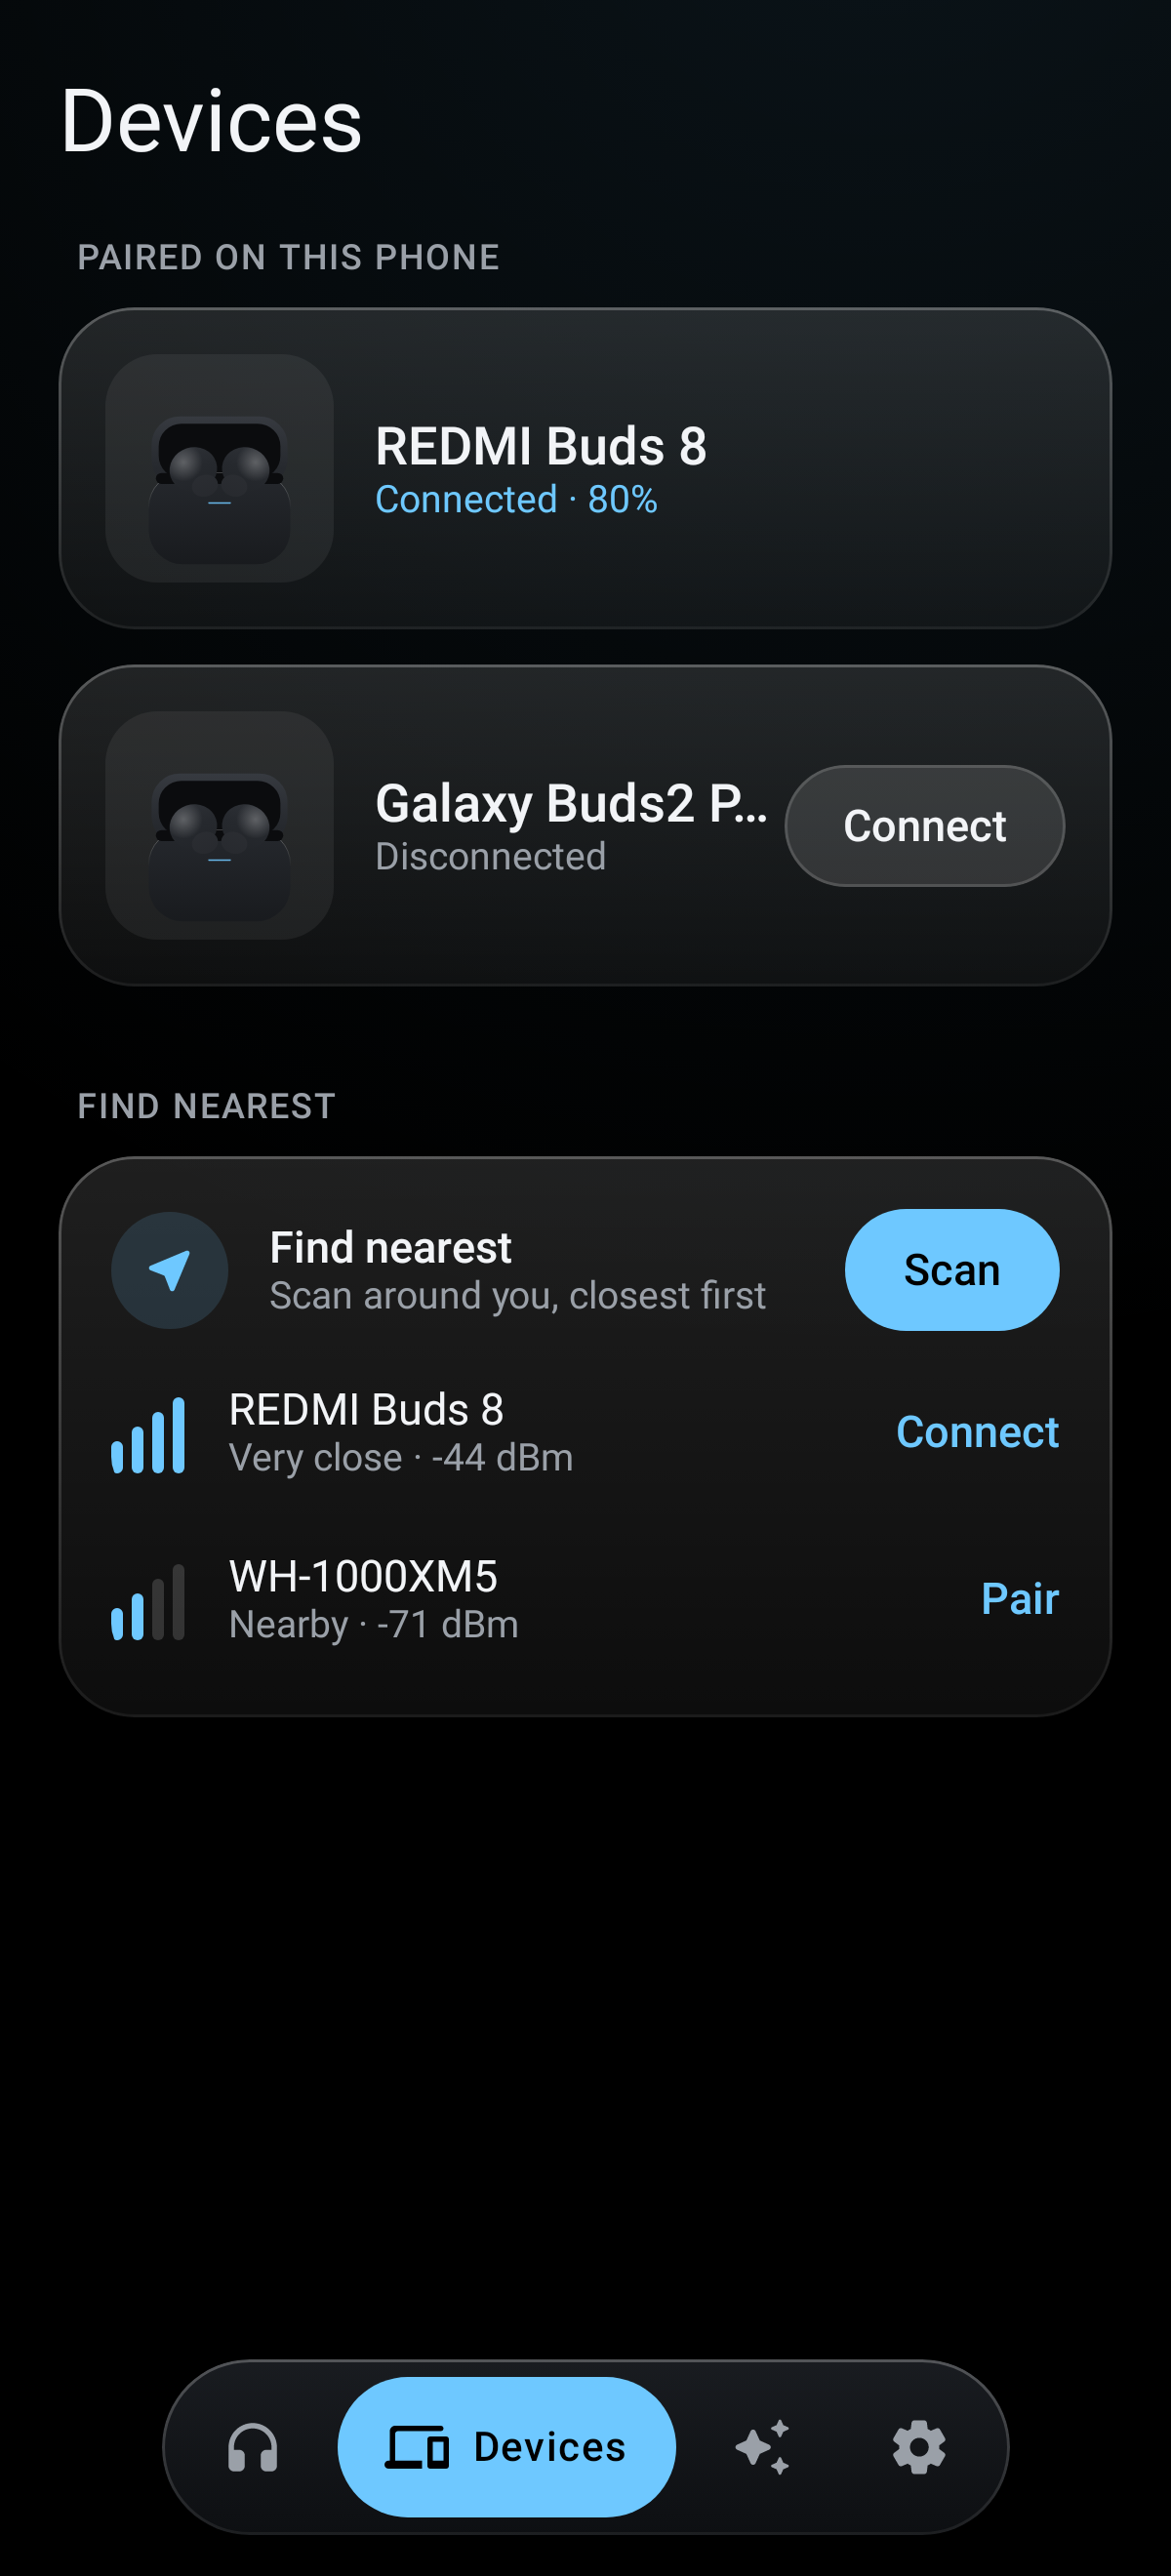 Devices
PAIRED ON THIS PHONE
REDMI Buds 8
Connected · 80%
Galaxy Buds2 P...
Disconnected
Connect
FIND NEAREST
Find nearest
Scan around you, closest first
Scan
REDMI Buds 8
Very close · -44 dBm
Connect
WH-1000XM5
Nearby · -71 dBm
Pair
Devices